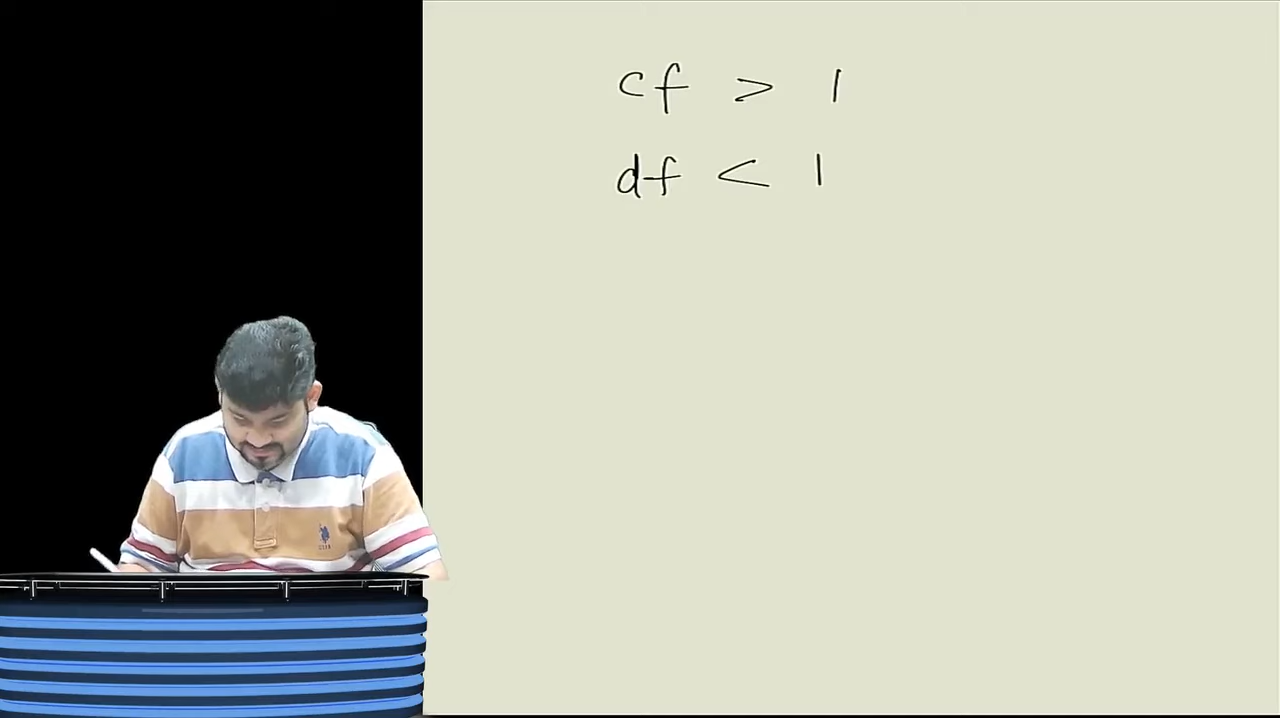 cf > 1
df < 1